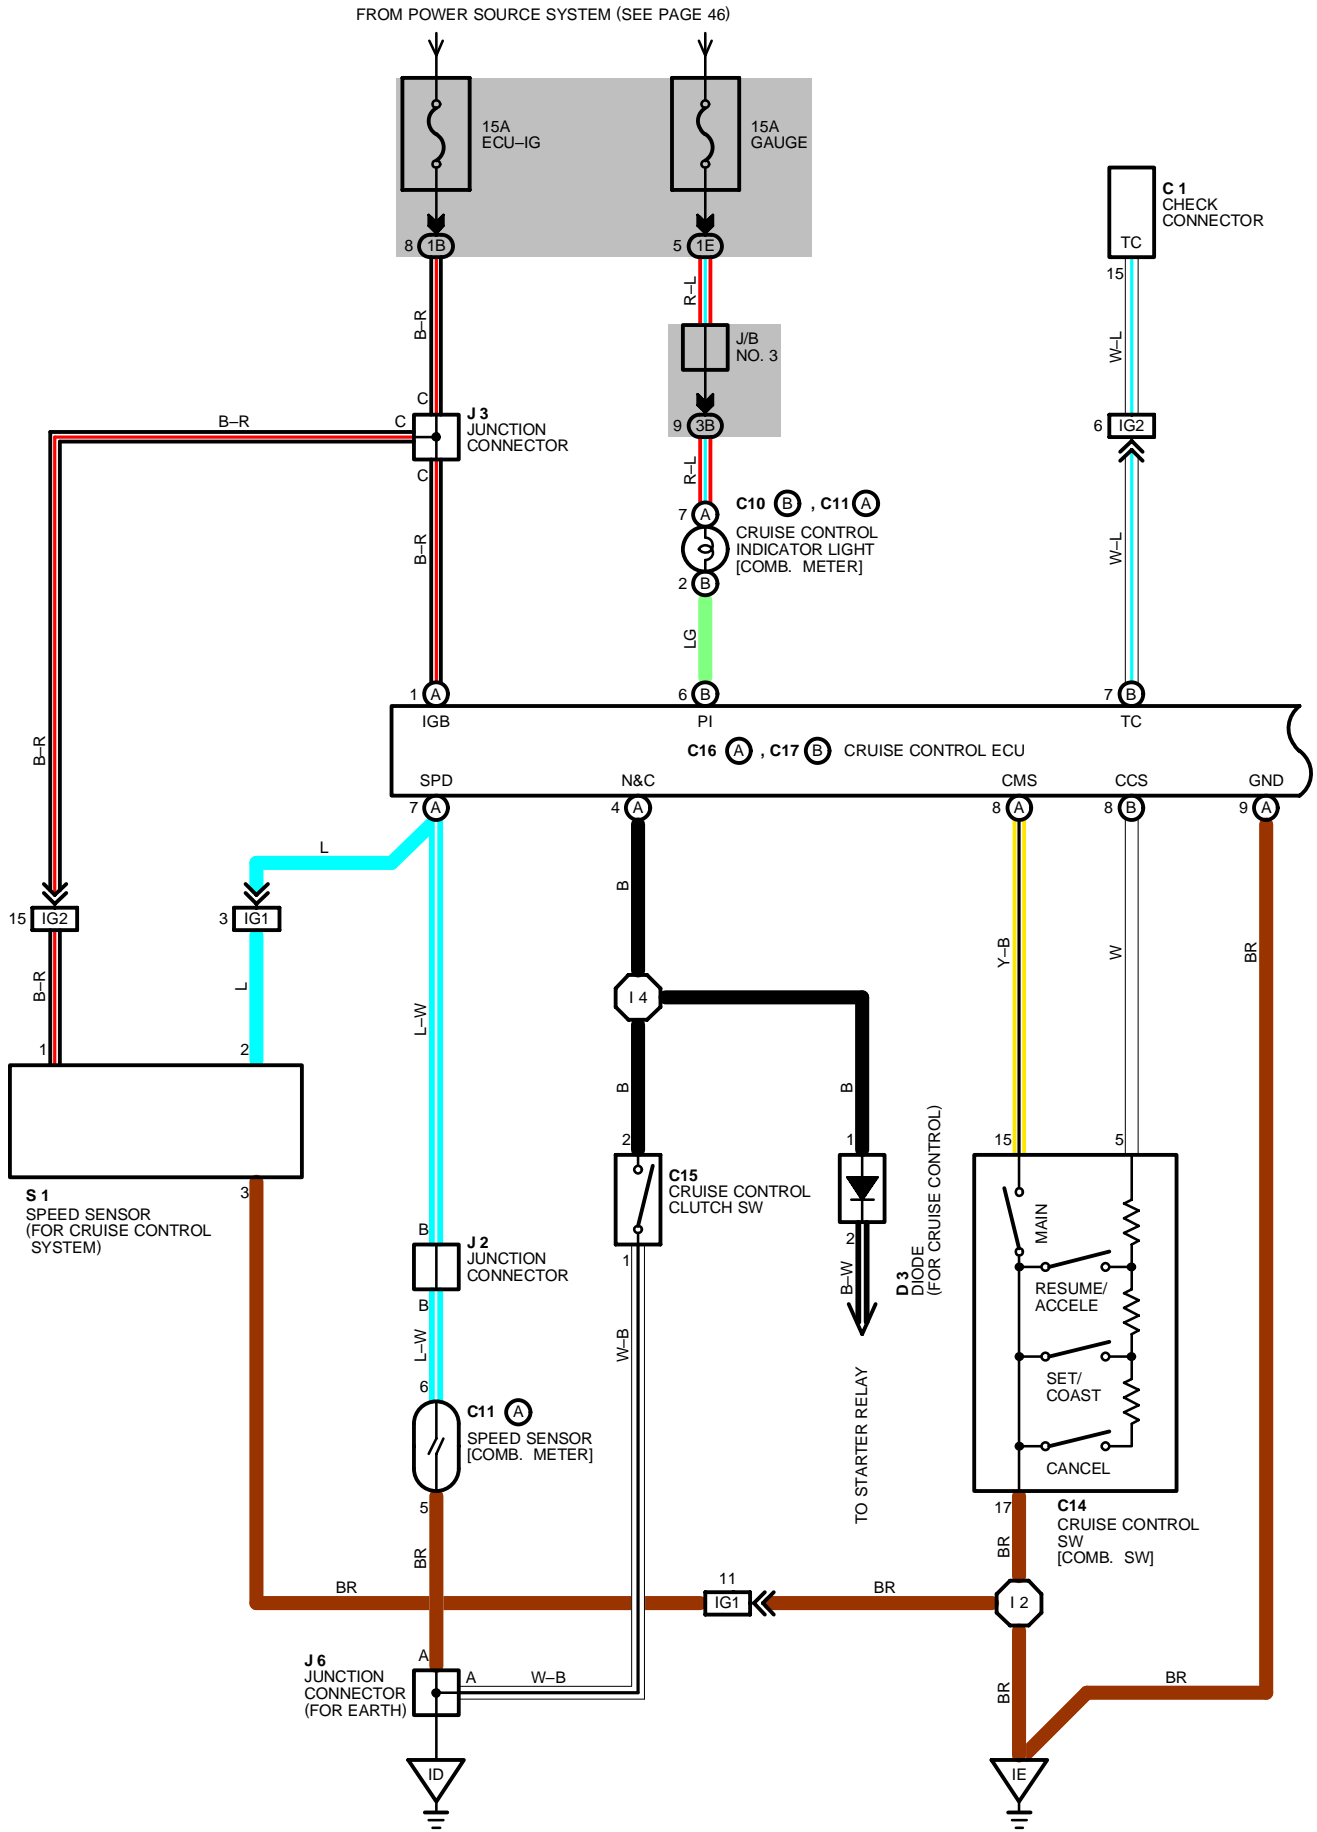 FROM POWER SOURCE SYSTEM (SEE PAGE 46)
15A
ECU–IG
15A
GAUGE
8 1B
5 1E
C 1
CHECK
CONNECTOR
TC
15
B–R
R–L
W–L
J/B
NO. 3
C
B–R
C
J 3
JUNCTION
CONNECTOR
C
9 3B
6 IG2
R–L
B–R
W–L
C10 B , C11 A
7 A
CRUISE CONTROL
INDICATOR LIGHT
[COMB. METER]
2 B
LG
1 A
6 B
7 B
IGB
PI
TC
C16 A , C17 B CRUISE CONTROL ECU
SPD
N&C
CMS
CCS
GND
7 A
4 A
8 A
8 B
9 A
B–R
L
B
15 IG2
3 IG1
Y–B
W
BR
B–R
L
I 4
L–W
1
2
B
B
S 1
SPEED SENSOR
(FOR CRUISE CONTROL
SYSTEM)
3
2
1
15
5
C15
CRUISE CONTROL
CLUTCH SW
1
D 3
DIODE
(FOR CRUISE CONTROL)
2
B–W
TO STARTER RELAY
MAIN
RESUME/
ACCELE
SET/
COAST
CANCEL
B
J 2
JUNCTION
CONNECTOR
B
L–W
W–B
6
C11 A
SPEED SENSOR
[COMB. METER]
5
17
C14
CRUISE CONTROL
SW
[COMB. SW]
BR
BR
BR
11
IG1
BR
I 2
J 6
JUNCTION
CONNECTOR
(FOR EARTH)
A
A
W–B
BR
BR
ID
IE